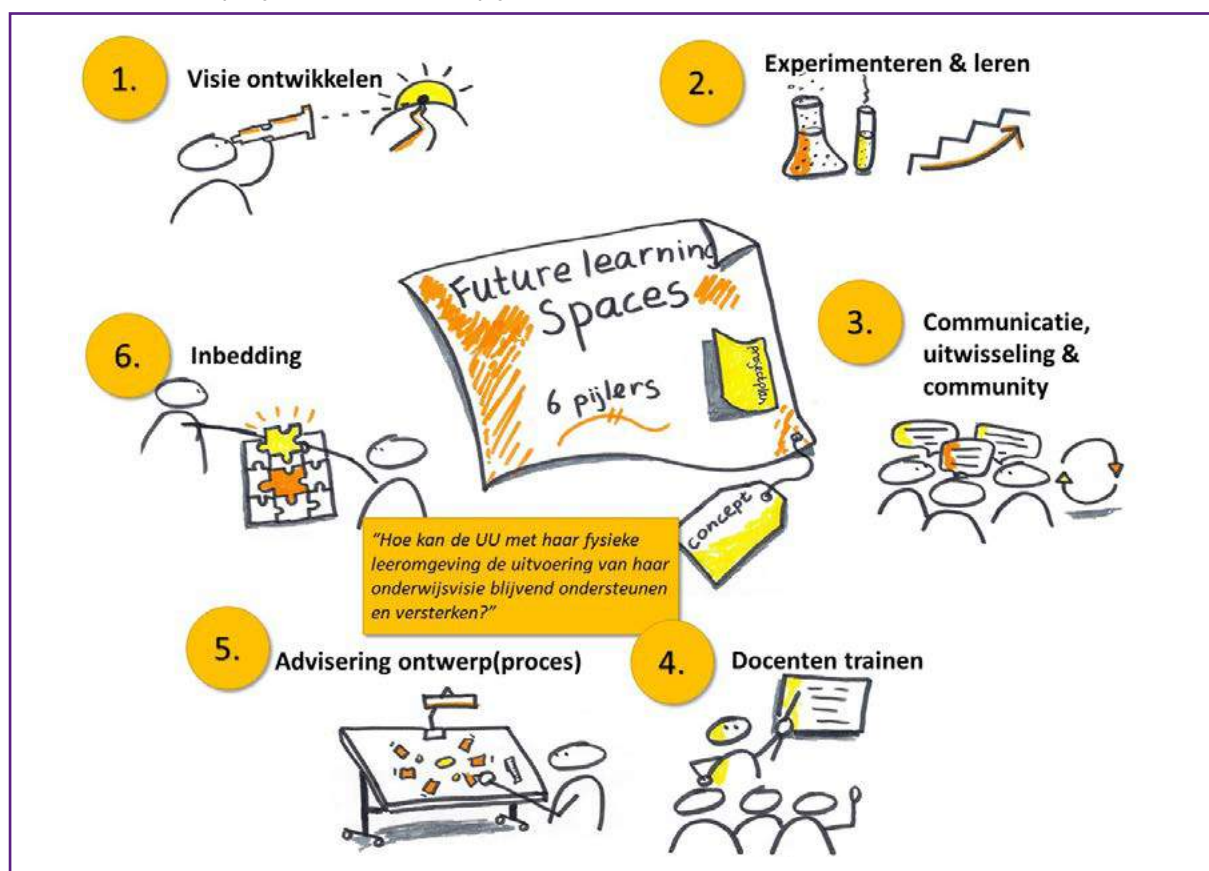 1.
Visie ontwikkelen
2.
Experimenteren & leren
Future learning
Spaces
6 pijlers
projectplan
concept
3.
Communicatie,
uitwisseling &
community
6.
Inbedding
"Hoe kan de UU met haar fysieke
leeromgeving de uitvoering van haar
onderwijsvisie blijvend ondersteunen
en versterken?"
5.
Advisering ontwerp(proces)
4.
Docenten trainen